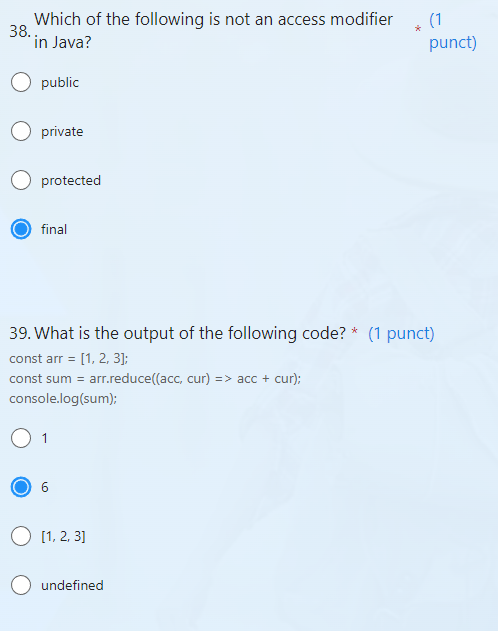 38. Which of the following is not an access modifier * (1
in Java? punct)
public
private
protected
final
39. What is the output of the following code? * (1 punct)
const arr = [1, 2, 3];
const sum = arr.reduce((acc, cur) => acc + cur);
console.log(sum);
1
6
[1, 2, 3]
undefined